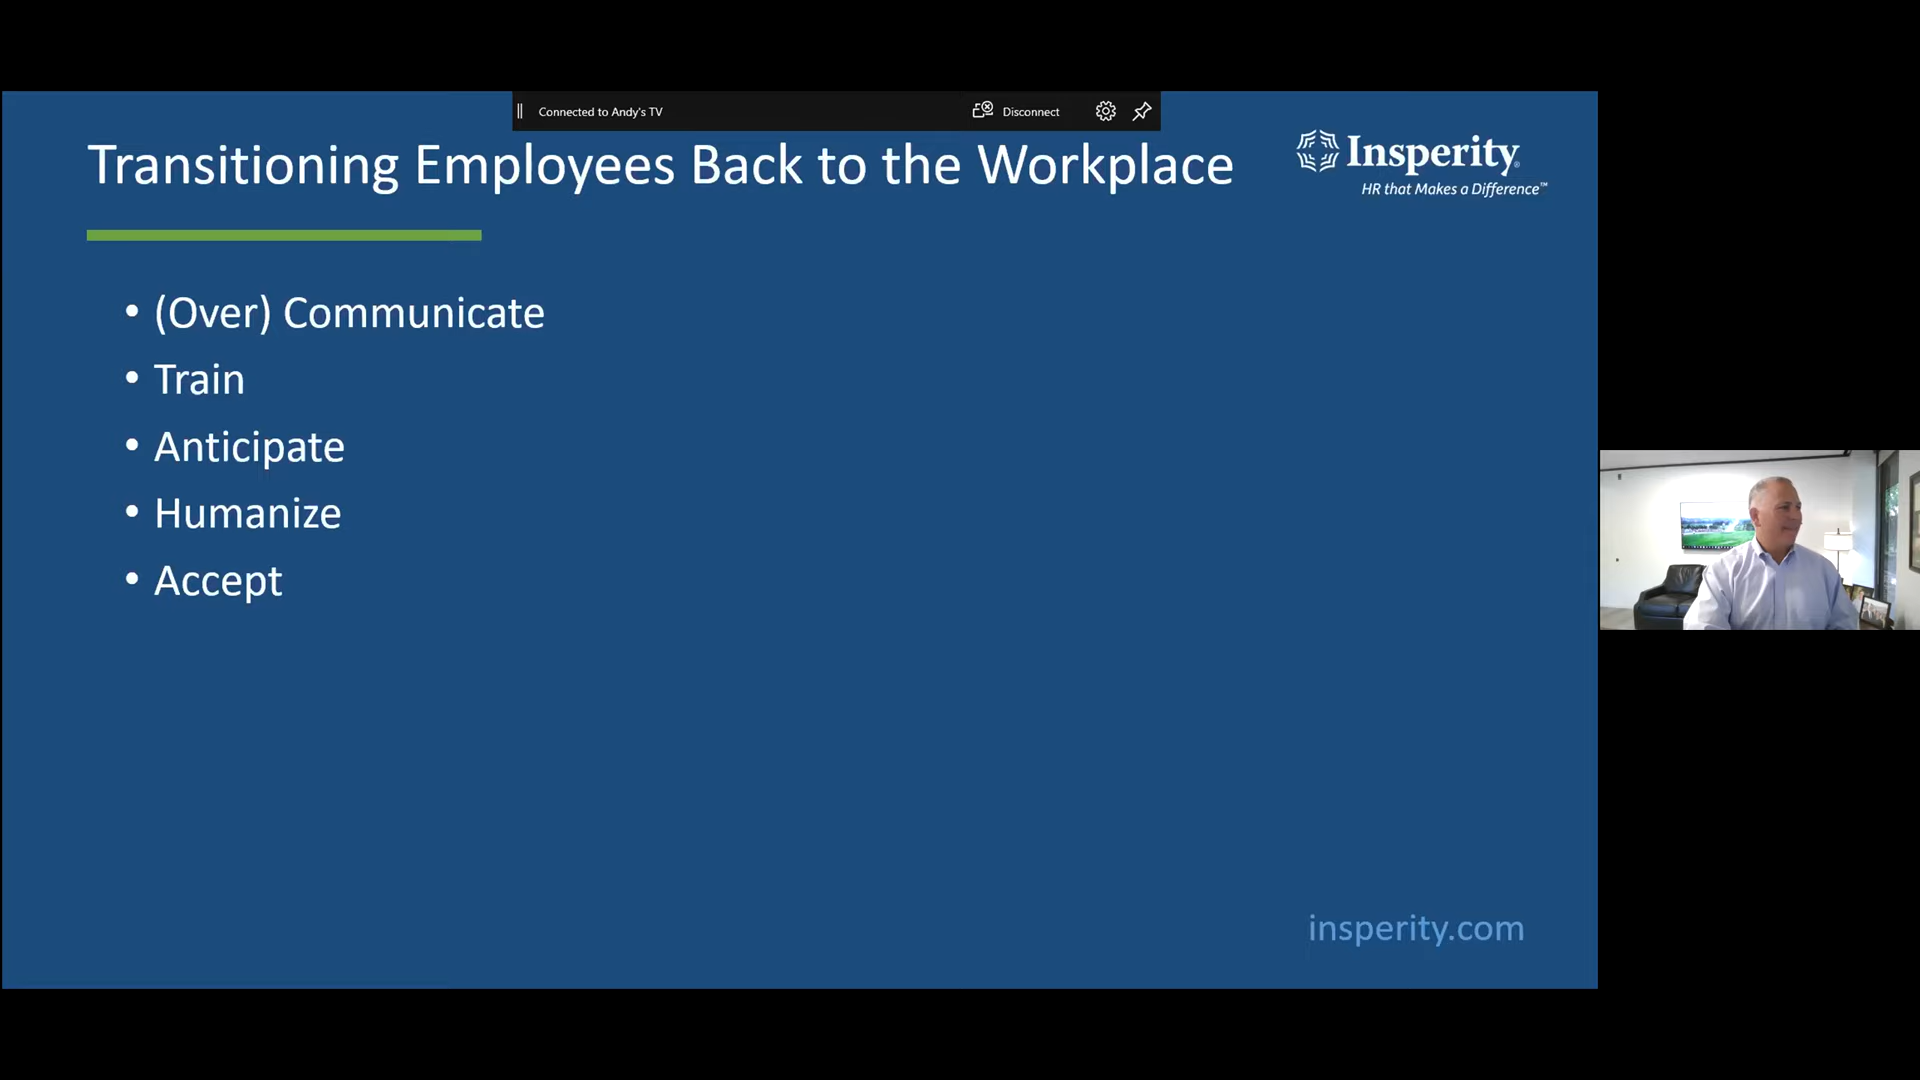 Connected to Andy's TV
Disconnect
Transitioning Employees Back to the Workplace
Insperity®
HR that Makes a Difference™
• (Over) Communicate
• Train
• Anticipate
• Humanize
• Accept
insperity.com